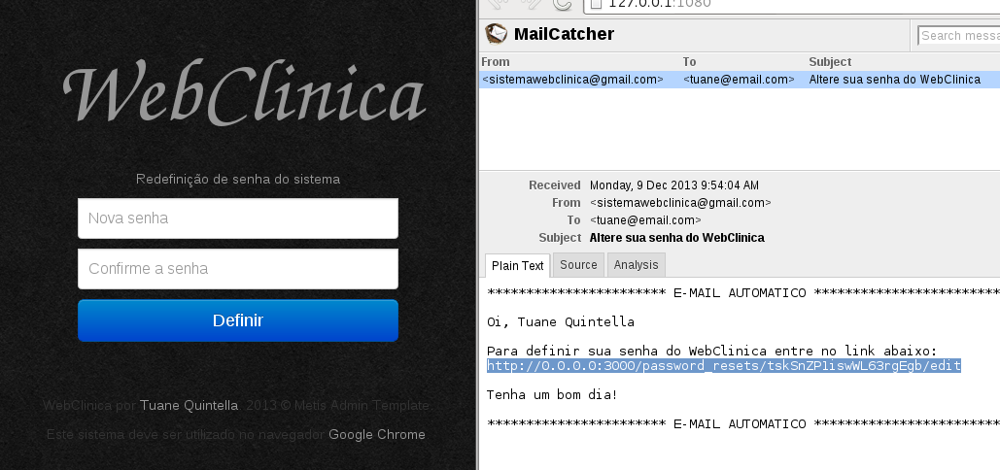 WebClinica
Redefinição de senha do sistema
Nova senha
Confirme a senha
Definir
WebClinica por Tuane Quintella. 2013 © Metis Admin Template.
Este sistema deve ser utilizado no navegador Google Chrome.
127.0.0.1:1080
MailCatcher
Search messa
From To Subject
<sistemawebclinica@gmail.com> <tuane@email.com> Altere sua senha do WebClinica
Received Monday, 9 Dec 2013 9:54:04 AM
From <sistemawebclinica@gmail.com>
To <tuane@email.com>
Subject Altere sua senha do WebClinica
Plain Text Source Analysis
*********************** E-MAIL AUTOMATICO ************************
Oi, Tuane Quintella
Para definir sua senha do WebClinica entre no link abaixo:
http://0.0.0.0:3000/password_resets/tskSnZPliswWL63rgEgb/edit
Tenha um bom dia!
*********************** E-MAIL AUTOMATICO ************************